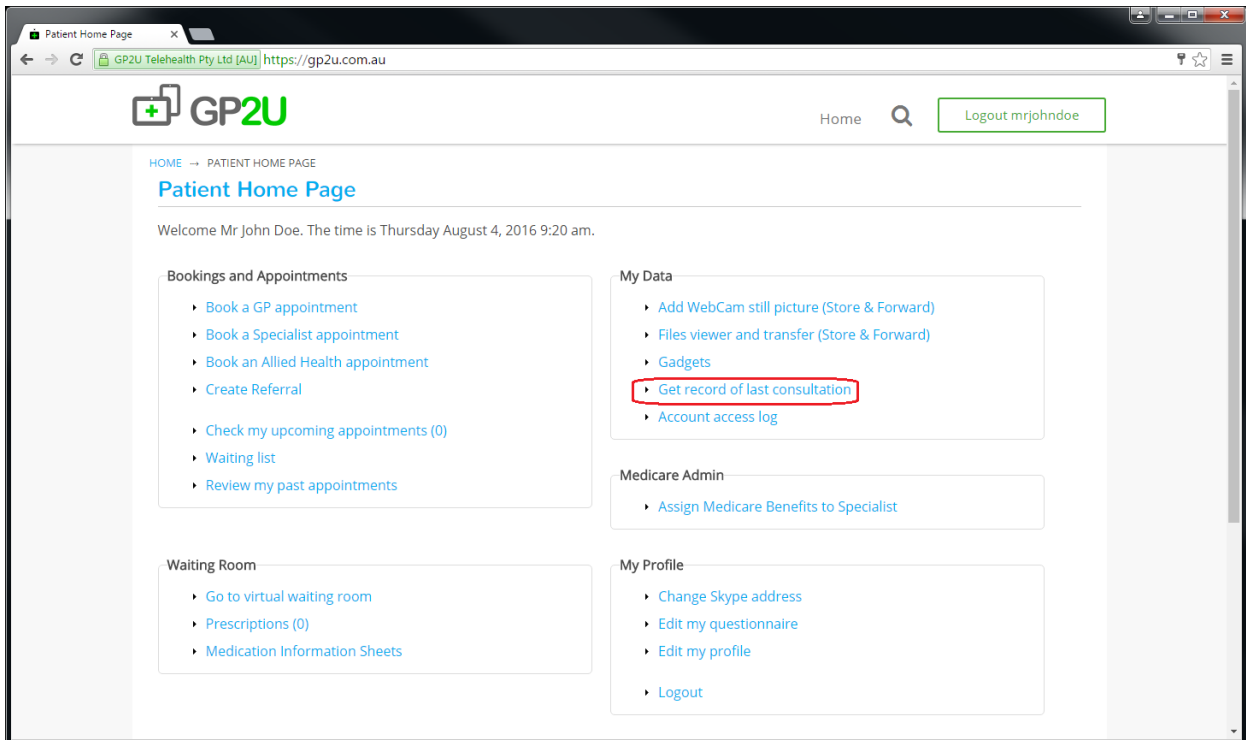 Patient Home Page
GP2U Telehealth Pty Ltd [AU] https://gp2u.com.au
GP2U
Home
Logout mrjohndoe
HOME → PATIENT HOME PAGE
Patient Home Page
Welcome Mr John Doe. The time is Thursday August 4, 2016 9:20 am.
Bookings and Appointments
Book a GP appointment
Book a Specialist appointment
Book an Allied Health appointment
Create Referral
Check my upcoming appointments (0)
Waiting list
Review my past appointments
My Data
Add WebCam still picture (Store & Forward)
Files viewer and transfer (Store & Forward)
Gadgets
Get record of last consultation
Account access log
Medicare Admin
Assign Medicare Benefits to Specialist
Waiting Room
Go to virtual waiting room
Prescriptions (0)
Medication Information Sheets
My Profile
Change Skype address
Edit my questionnaire
Edit my profile
Logout